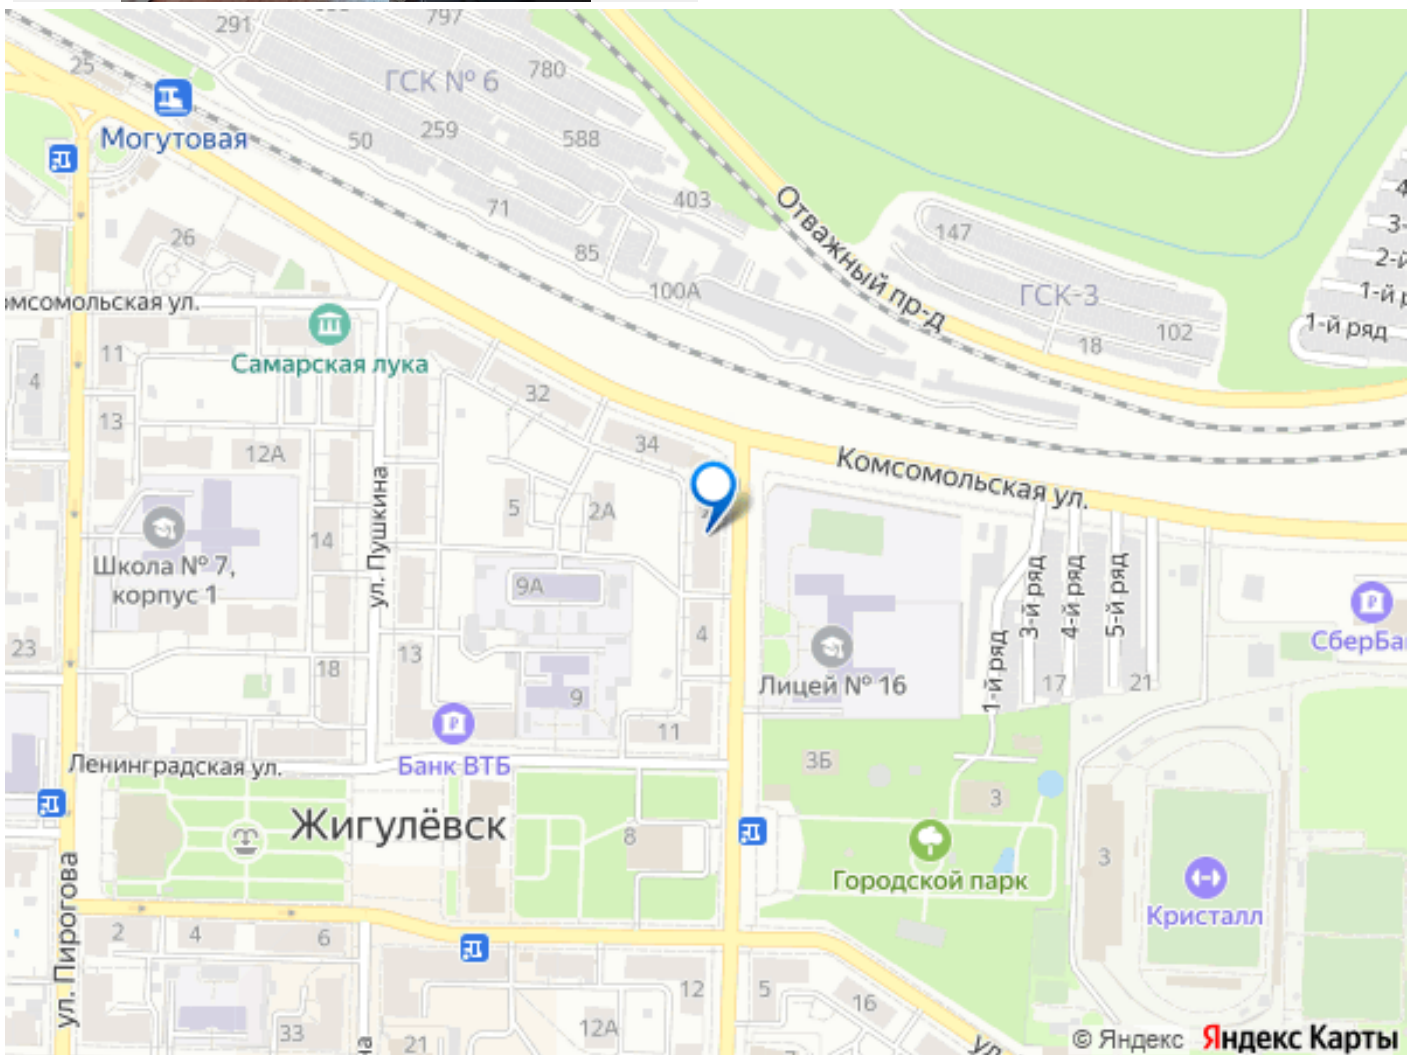 291
797
25
ГСК № 6
780
Могутовая
50
259
588
403
71
26
85
100А
Отважный пр-д
147
ГСК-3
102
18
4
3-
2-й
1-й р
1-й ряд
омсомольская ул.
Самарская лука
11
4
13
32
34
12А
Комсомольская ул.
ул. Пушкина
5
2А
14
Школа № 7,
корпус 1
9А
3-й ряд
4-й ряд
5-й ряд
1-й ряд
СберБа
23
18
13
4
9
Лицей № 16
17
21
11
Ленинградская ул.
Банк ВТБ
3Б
3
Жигулёвск
8
3
Городской парк
Кристалл
ул. Пирогова
2
4
6
12
5
16
33
21
12А
на
ул
© Яндекс Яндекс Карты